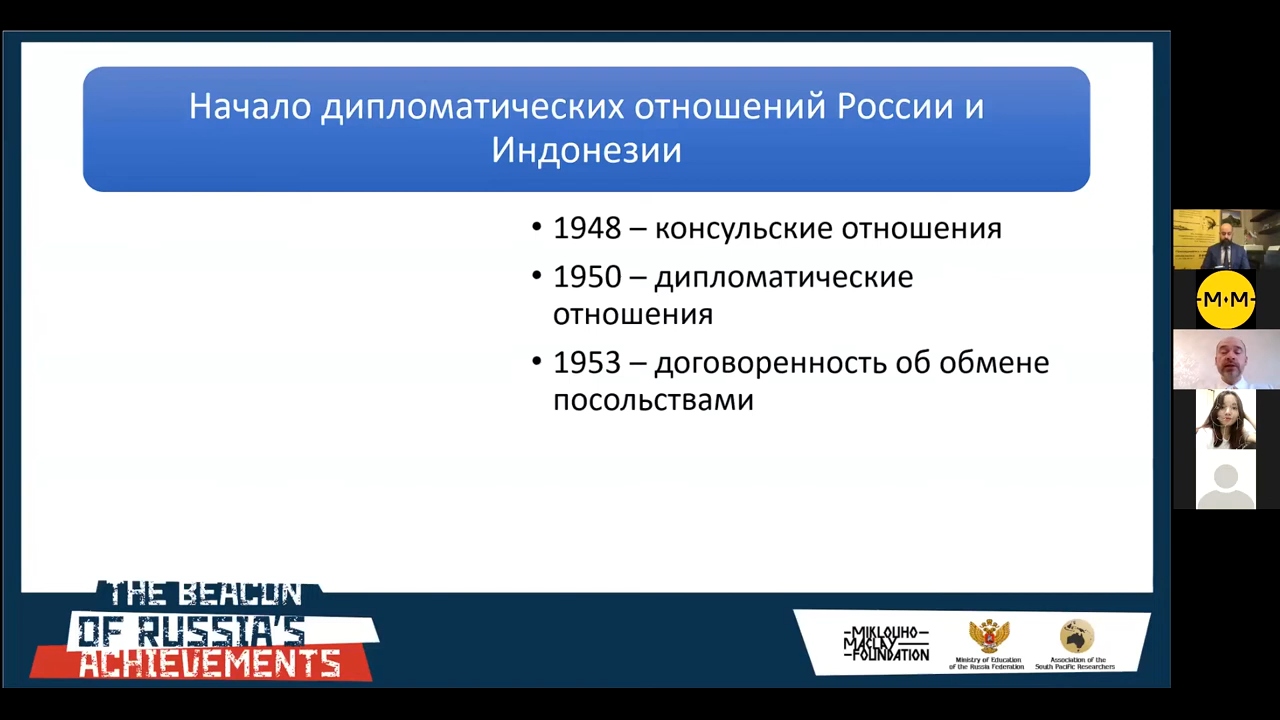 Начало дипломатических отношений России и
Индонезии
• 1948 – консульские отношения
• 1950 – дипломатические
отношения
• 1953 – договоренность об обмене
посольствами
THE BEACON
OF RUSSIA'S
ACHIEVEMENTS
-MIKLOUHO-
MACLAY
-FOUNDATION
Ministry of Education
of the Russia Federation
Association of the
South Pacific Researchers
-M•M-